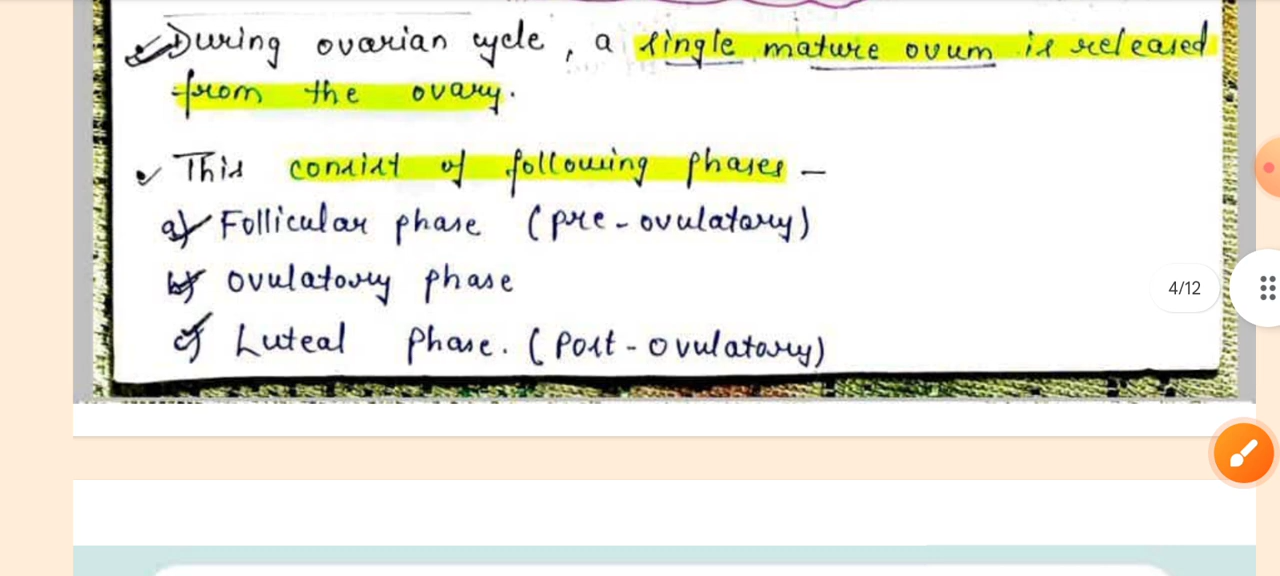 During ovarian cycle, a single mature ovum is released
from the ovary.
This consist of following phases -
a) Follicular phase (pre-ovulatory)
b) ovulatory phase
c) Luteal Phase. (Post-ovulatory)
4/12